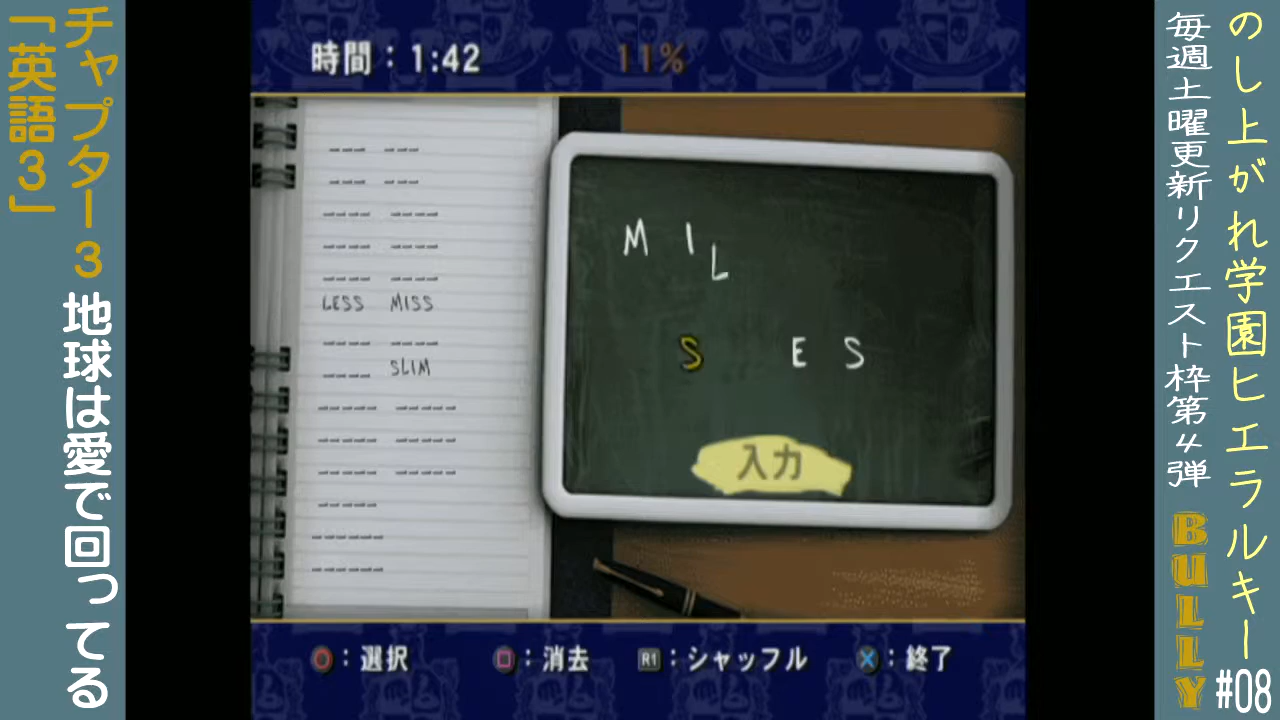 チャプター3
「英語3」
地球は愛で回ってる
時間：1:42
11%
LESS MISS
SLIM
M I L
S E S
入力
○：選択
□：消去
R1：シャッフル
×：終了
のし上がれ学園ヒエラルキー#08
毎週土曜更新リクエスト枠第4弾
BULLY